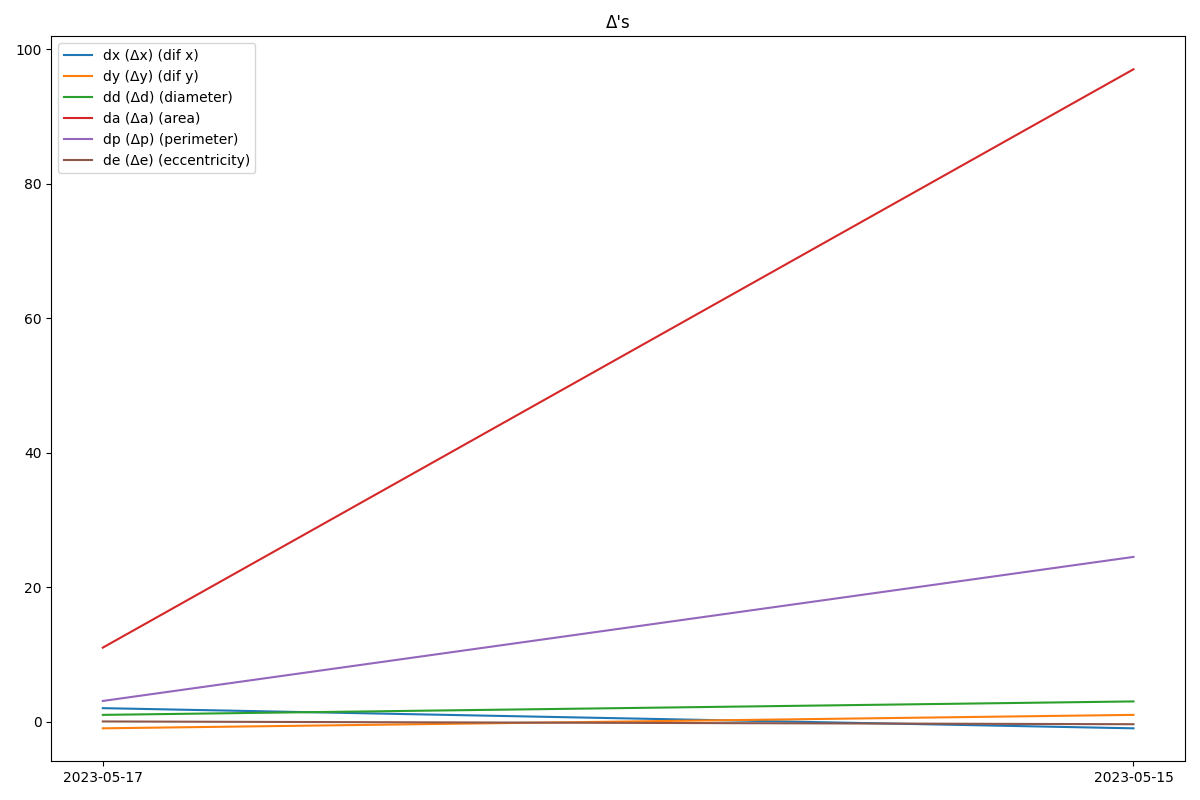 Δ's
dx (Δx) (dif x)
dy (Δy) (dif y)
dd (Δd) (diameter)
da (Δa) (area)
dp (Δp) (perimeter)
de (Δe) (eccentricity)
100
80
60
40
20
0
2023-05-17
2023-05-15